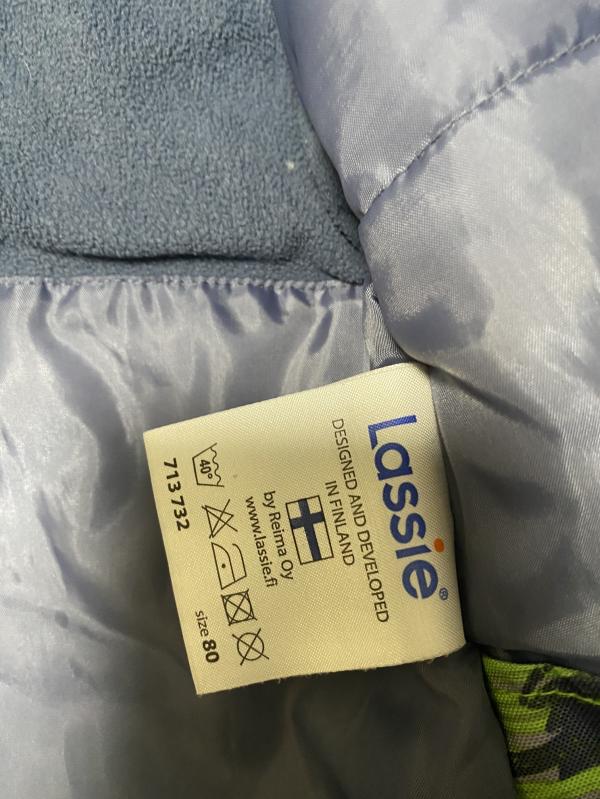 Lassie®
DESIGNED AND DEVELOPED
IN FINLAND
by Reima Oy
www.lassie.fi
40°
713732
size 80